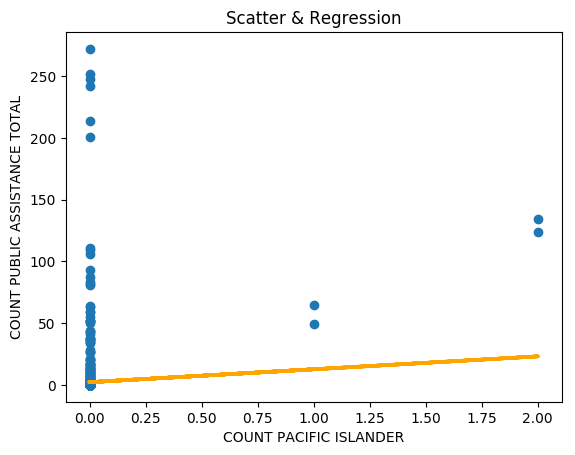 Scatter & Regression
COUNT PUBLIC ASSISTANCE TOTAL
250
200
150
100
50
0
0.00 0.25 0.50 0.75 1.00 1.25 1.50 1.75 2.00
COUNT PACIFIC ISLANDER